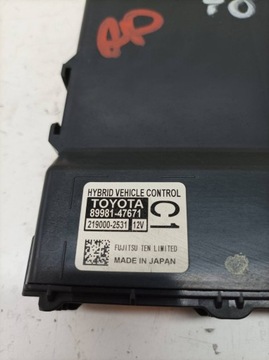 HYBRID VEHICLE CONTROL
TOYOTA
89981-47671
219000-2531 12V
C1
FUJITSU TEN LIMITED
MADE IN JAPAN